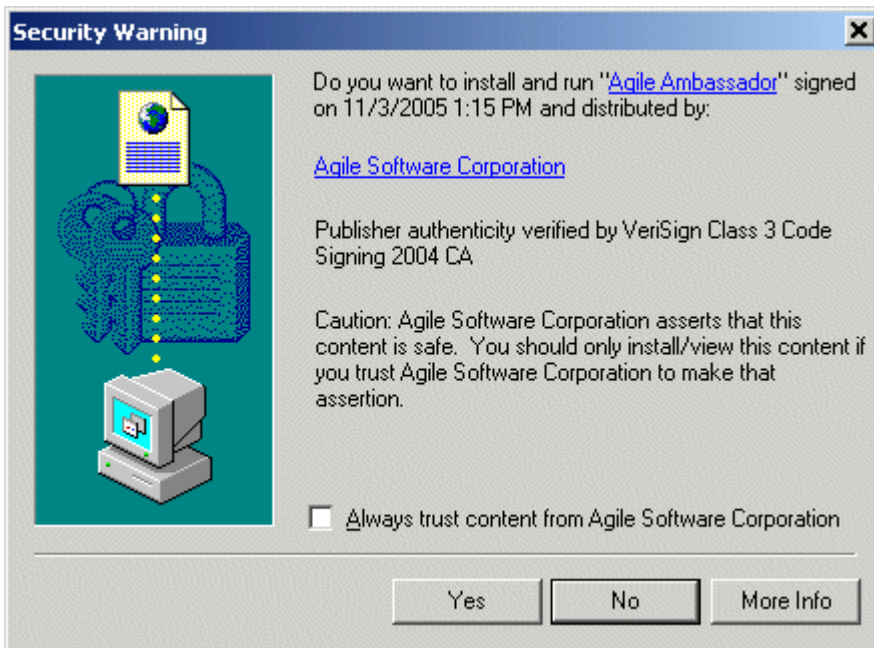 Security Warning
Do you want to install and run "Agile Ambassador" signed
on 11/3/2005 1:15 PM and distributed by:
Agile Software Corporation
Publisher authenticity verified by VeriSign Class 3 Code
Signing 2004 CA
Caution: Agile Software Corporation asserts that this
content is safe.  You should only install/view this content if
you trust Agile Software Corporation to make that
assertion.
Always trust content from Agile Software Corporation
Yes
No
More Info